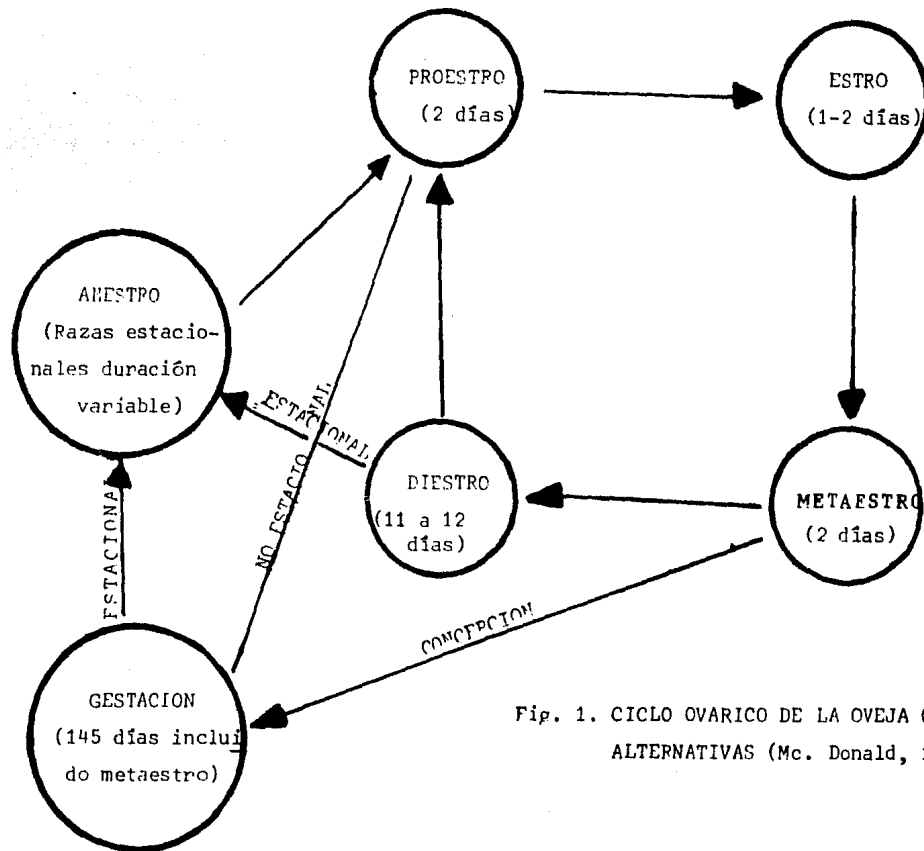 PROESTRO
(2 días)
ESTRO
(1-2 días)
ANESTRO
(Razas estacio-
nales duración
variable)
ESTACIONAL
NO ESTACIONAL
DIESTRO
(11 a 12
días)
METAESTRO
(2 días)
ESTACIONAL
CONCEPCION
GESTACION
(145 días inclui
do metaestro)
Fig. 1. CICLO OVARICO DE LA OVEJA
ALTERNATIVAS (Mc. Donald,